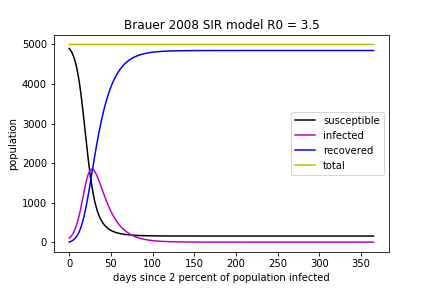 Brauer 2008 SIR model R0 = 3.5
population
5000
4000
3000
2000
1000
0
susceptible
infected
recovered
total
0 50 100 150 200 250 300 350
days since 2 percent of population infected